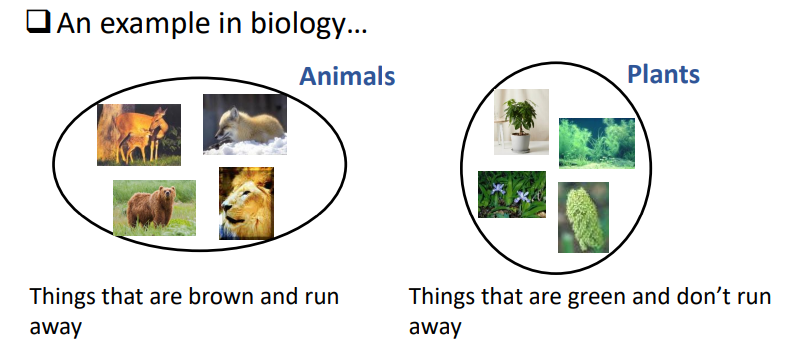 An example in biology…
Animals
Plants
Things that are brown and run
away
Things that are green and don’t run
away